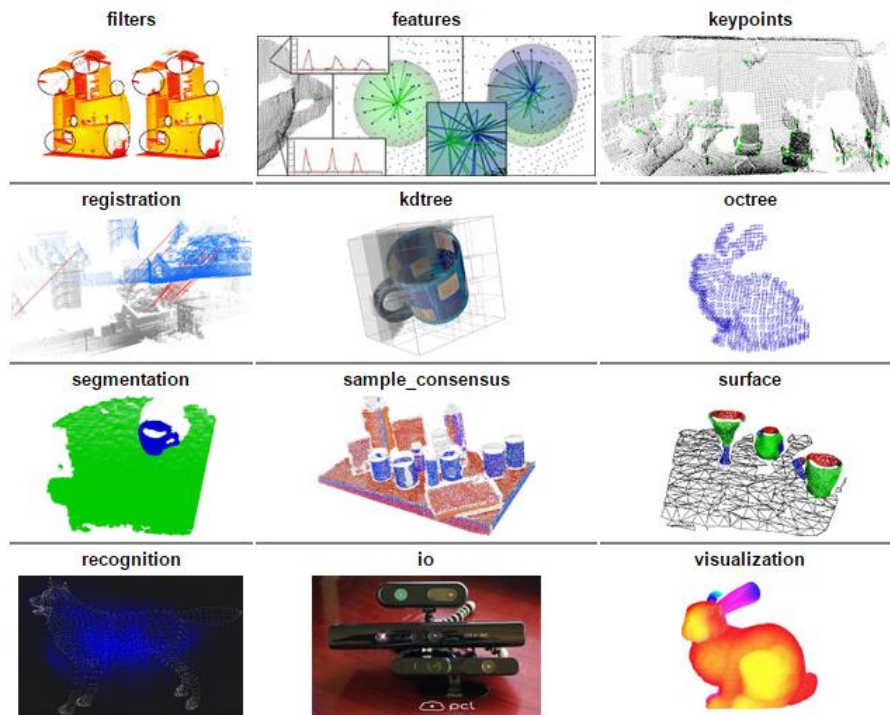 filters
features
keypoints
registration
kdtree
octree
segmentation
sample_consensus
surface
recognition
io
visualization
pcl